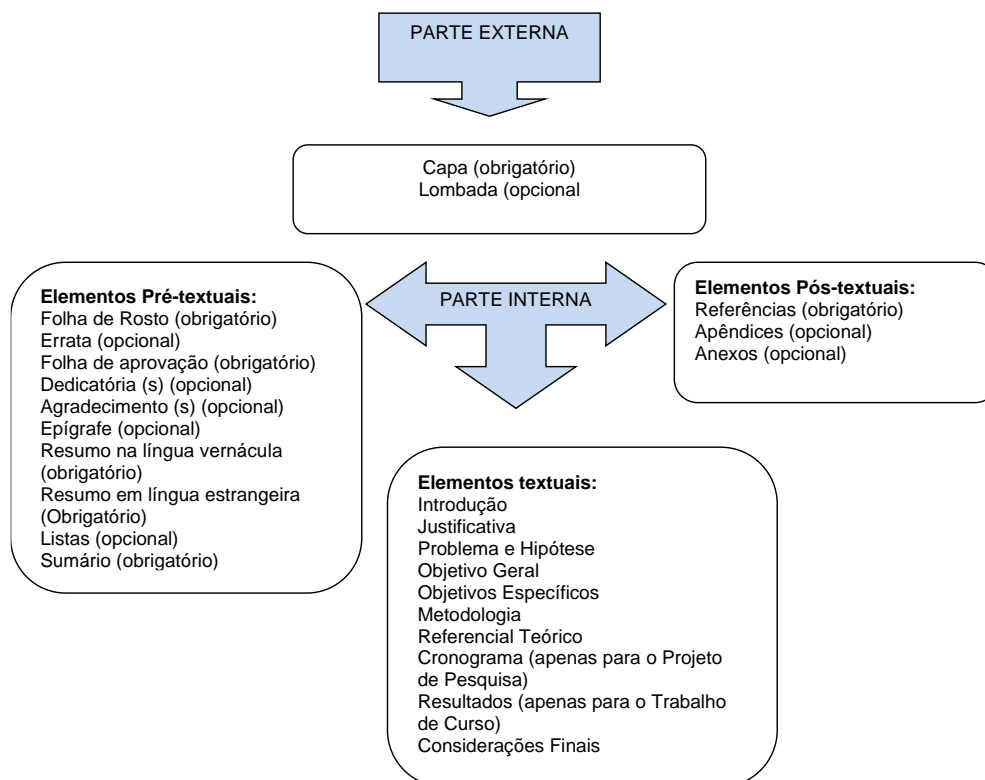 PARTE EXTERNA
Capa (obrigatório)
Lombada (opcional
PARTE INTERNA
Elementos Pré-textuais:
Folha de Rosto (obrigatório)
Errata (opcional)
Folha de aprovação (obrigatório)
Dedicatória (s) (opcional)
Agradecimento (s) (opcional)
Epígrafe (opcional)
Resumo na língua vernácula
(obrigatório)
Resumo em língua estrangeira
(Obrigatório)
Listas (opcional)
Sumário (obrigatório)
Elementos Pós-textuais:
Referências (obrigatório)
Apêndices (opcional)
Anexos (opcional)
Elementos textuais:
Introdução
Justificativa
Problema e Hipótese
Objetivo Geral
Objetivos Específicos
Metodologia
Referencial Teórico
Cronograma (apenas para o Projeto
de Pesquisa)
Resultados (apenas para o Trabalho
de Curso)
Considerações Finais